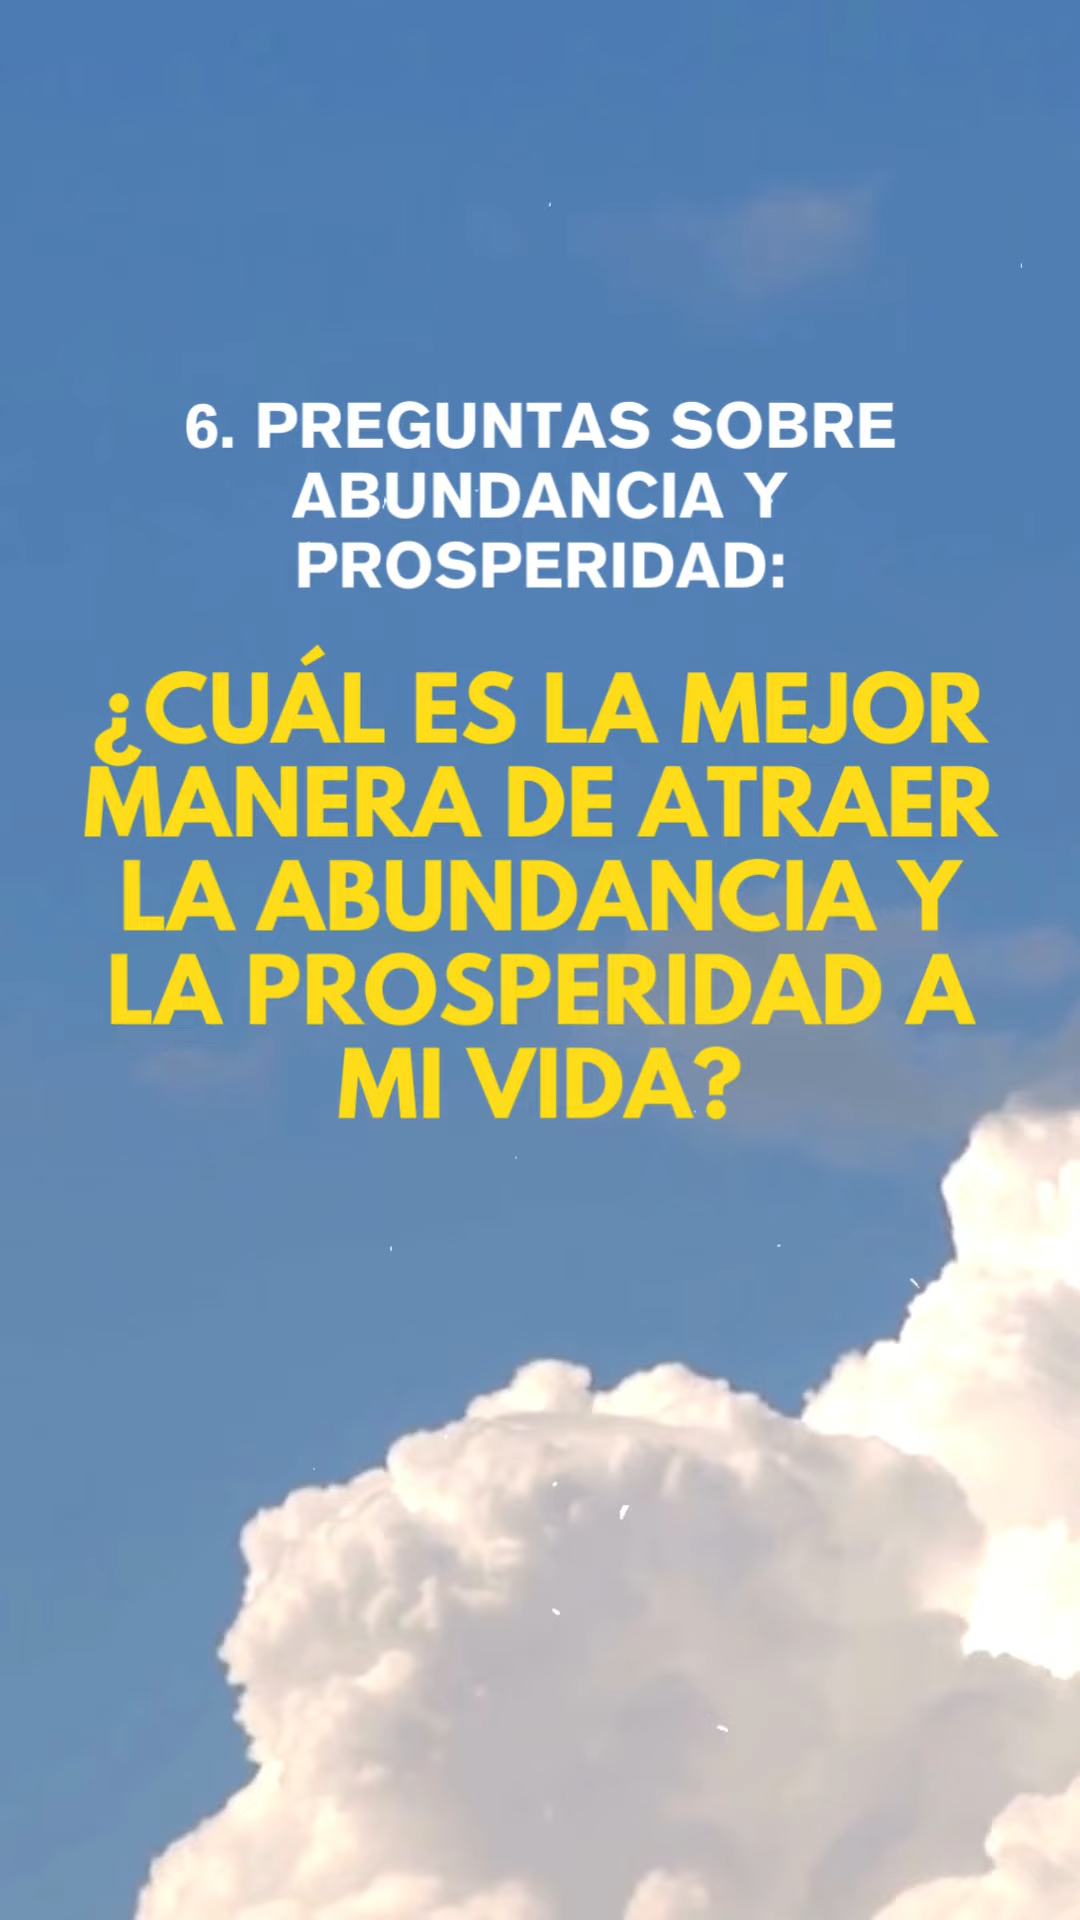 6. PREGUNTAS SOBRE
ABUNDANCIA Y
PROSPERIDAD:
¿CUÁL ES LA MEJOR
MANERA DE ATRAER
LA ABUNDANCIA Y
LA PROSPERIDAD A
MI VIDA?